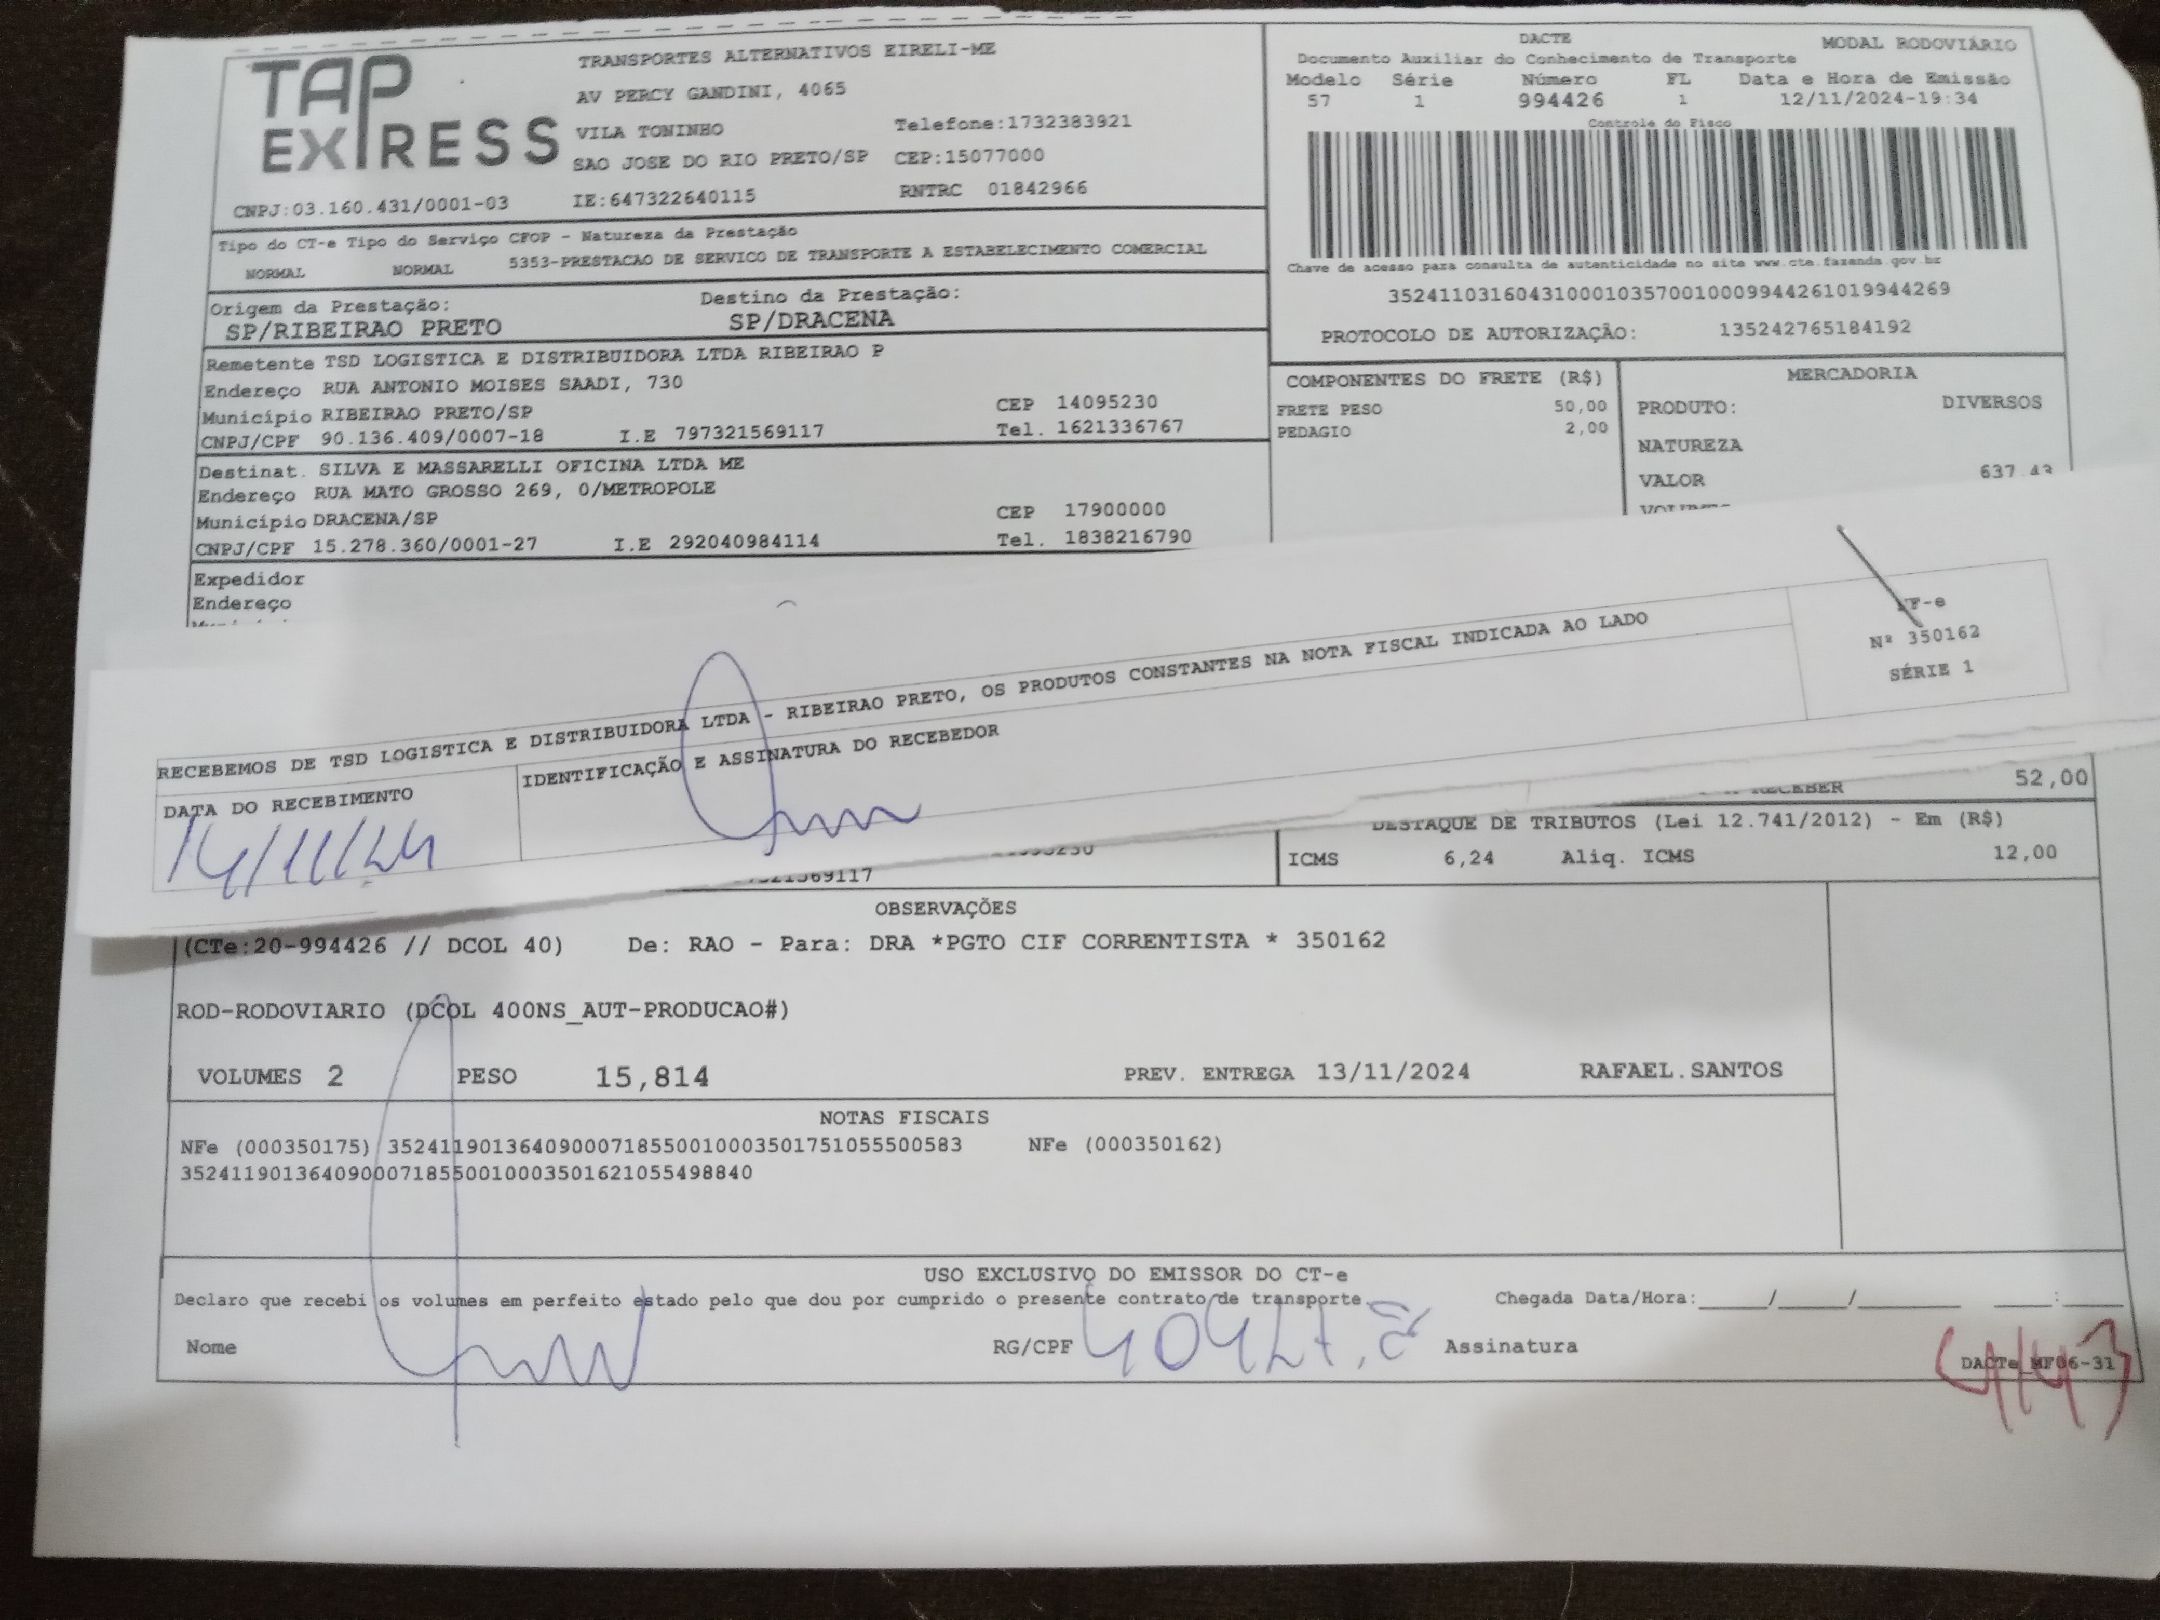 TAP
EXPRESS
TRANSPORTES ALTERNATIVOS EIRELI-ME
AV PERCY GANDINI, 4065
VILA TONINHO Telefone:1732383921
SAO JOSE DO RIO PRETO/SP CEP:15077000
CNPJ:03.160.431/0001-03 IE:647322640115 RNTRC 01842966
DACTE MODAL RODOVIÁRIO
Documento Auxiliar do Conhecimento de Transporte
Modelo Série Número FL Data e Hora de Emissão
57 1 994426 1 12/11/2024-19:34
Controle do Fisco
Chave de acesso para consulta de autenticidade no site www.cte.fazenda.gov.br
35241103160431000103570010009944261019944269
PROTOCOLO DE AUTORIZAÇÃO: 135242765184192
Tipo do CT-e Tipo do Serviço CFOP - Natureza da Prestação
NORMAL NORMAL 5353-PRESTACAO DE SERVICO DE TRANSPORTE A ESTABELECIMENTO COMERCIAL
Origem da Prestação: Destino da Prestação:
SP/RIBEIRAO PRETO SP/DRACENA
Remetente TSD LOGISTICA E DISTRIBUIDORA LTDA RIBEIRAO P
Endereço RUA ANTONIO MOISES SAADI, 730
Município RIBEIRAO PRETO/SP CEP 14095230
CNPJ/CPF 90.136.409/0007-18 I.E 797321569117 Tel. 1621336767
Destinat. SILVA E MASSARELLI OFICINA LTDA ME
Endereço RUA MATO GROSSO 269, 0/METROPOLE
Município DRACENA/SP CEP 17900000
CNPJ/CPF 15.278.360/0001-27 I.E 292040984114 Tel. 1838216790
Expedidor
Endereço
COMPONENTES DO FRETE (R$)
FRETE PESO 50,00
PEDAGIO 2,00
MERCADORIA
PRODUTO: DIVERSOS
NATUREZA
VALOR 637.43
RECEBEMOS DE TSD LOGISTICA E DISTRIBUIDORA LTDA - RIBEIRAO PRETO, OS PRODUTOS CONSTANTES NA NOTA FISCAL INDICADA AO LADO
DATA DO RECEBIMENTO IDENTIFICAÇÃO E ASSINATURA DO RECEBEDOR
14/11/24
NF-e
Nº 350162
SÉRIE 1
RECEBER 52,00
DESTAQUE DE TRIBUTOS (Lei 12.741/2012) - Em (R$)
ICMS 6,24 Aliq. ICMS 12,00
OBSERVAÇÕES
(CTe:20-994426 // DCOL 40) De: RAO - Para: DRA *PGTO CIF CORRENTISTA * 350162
ROD-RODOVIARIO (DCOL 400NS_AUT-PRODUCAO#)
VOLUMES 2 PESO 15,814 PREV. ENTREGA 13/11/2024 RAFAEL.SANTOS
NOTAS FISCAIS
NFe (000350175) 35241190136409000718550010003501751055500583 NFe (000350162)
35241190136409000718550010003501621055498840
USO EXCLUSIVO DO EMISSOR DO CT-e
Declaro que recebi os volumes em perfeito estado pelo que dou por cumprido o presente contrato de transporte. Chegada Data/Hora:_____/_____/________ ____:_____
Nome RG/CPF Assinatura
DACTe_MF06-31